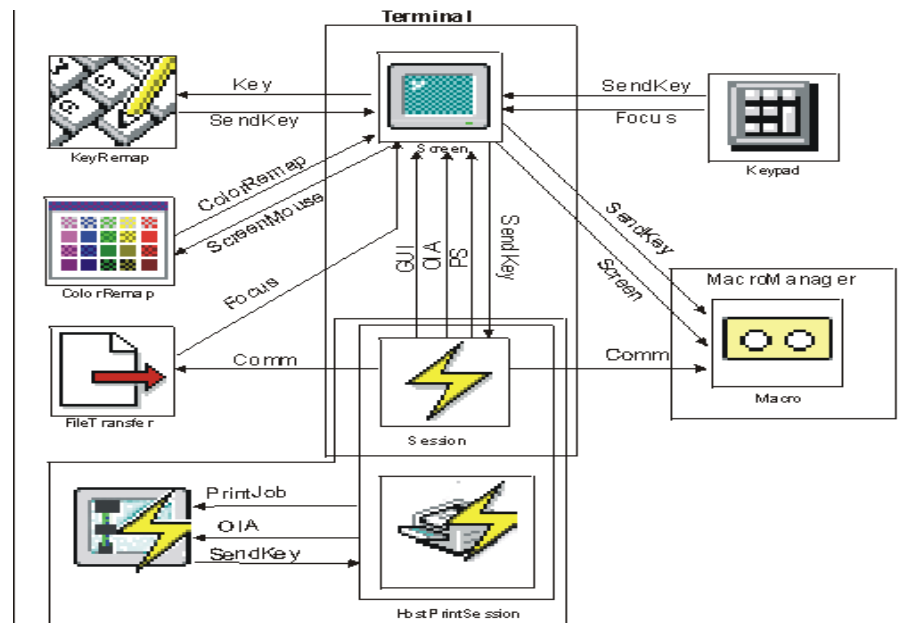 Terminal
Key
SendKey
KeyRemap
Screen
SendKey
Focus
Keypad
ColorRemap
ScreenMouse
ColorRemap
Focus
GUI
OIA
PS
SendKey
SendKey
Screen
MacroManager
Macro
Comm
FileTransfer
Comm
Session
PrintJob
OIA
SendKey
HostPrintSession